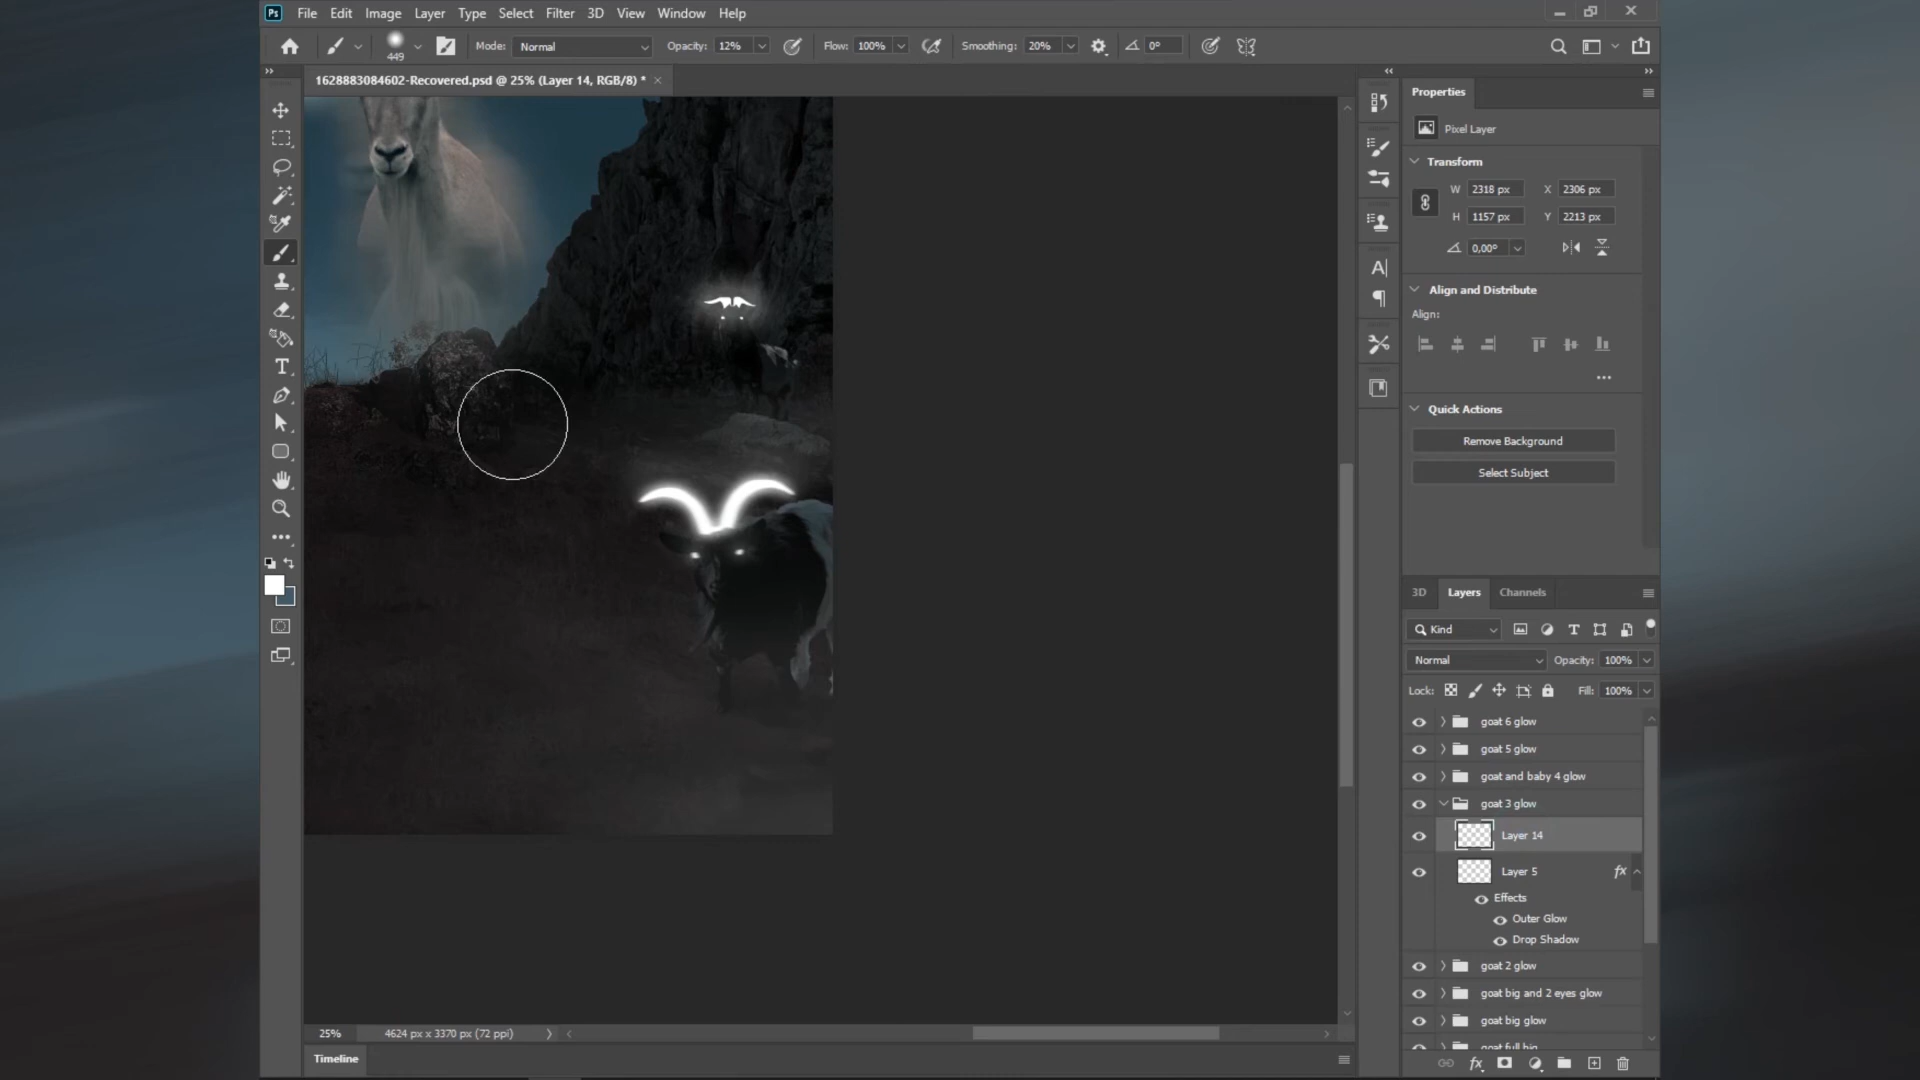 Ps File Edit Image Layer Type Select Filter 3D View Window Help
449 Mode: Normal Opacity: 12% Flow: 100% Smoothing: 20% 0°
1628883084602-Recovered.psd @ 25% (Layer 14, RGB/8) *
Properties
Pixel Layer
Transform
W 2318 px X 2306 px
H 1157 px Y 2213 px
0,00°
Align and Distribute
Align:
Quick Actions
Remove Background
Select Subject
3D Layers Channels
Kind
Normal Opacity: 100%
Lock: Fill: 100%
goat 6 glow
goat 5 glow
goat and baby 4 glow
goat 3 glow
Layer 14
Layer 5 fx
Effects
Outer Glow
Drop Shadow
goat 2 glow
goat big and 2 eyes glow
goat big glow
goat full big
25% 4624 px x 3370 px (72 ppi)
Timeline
fx